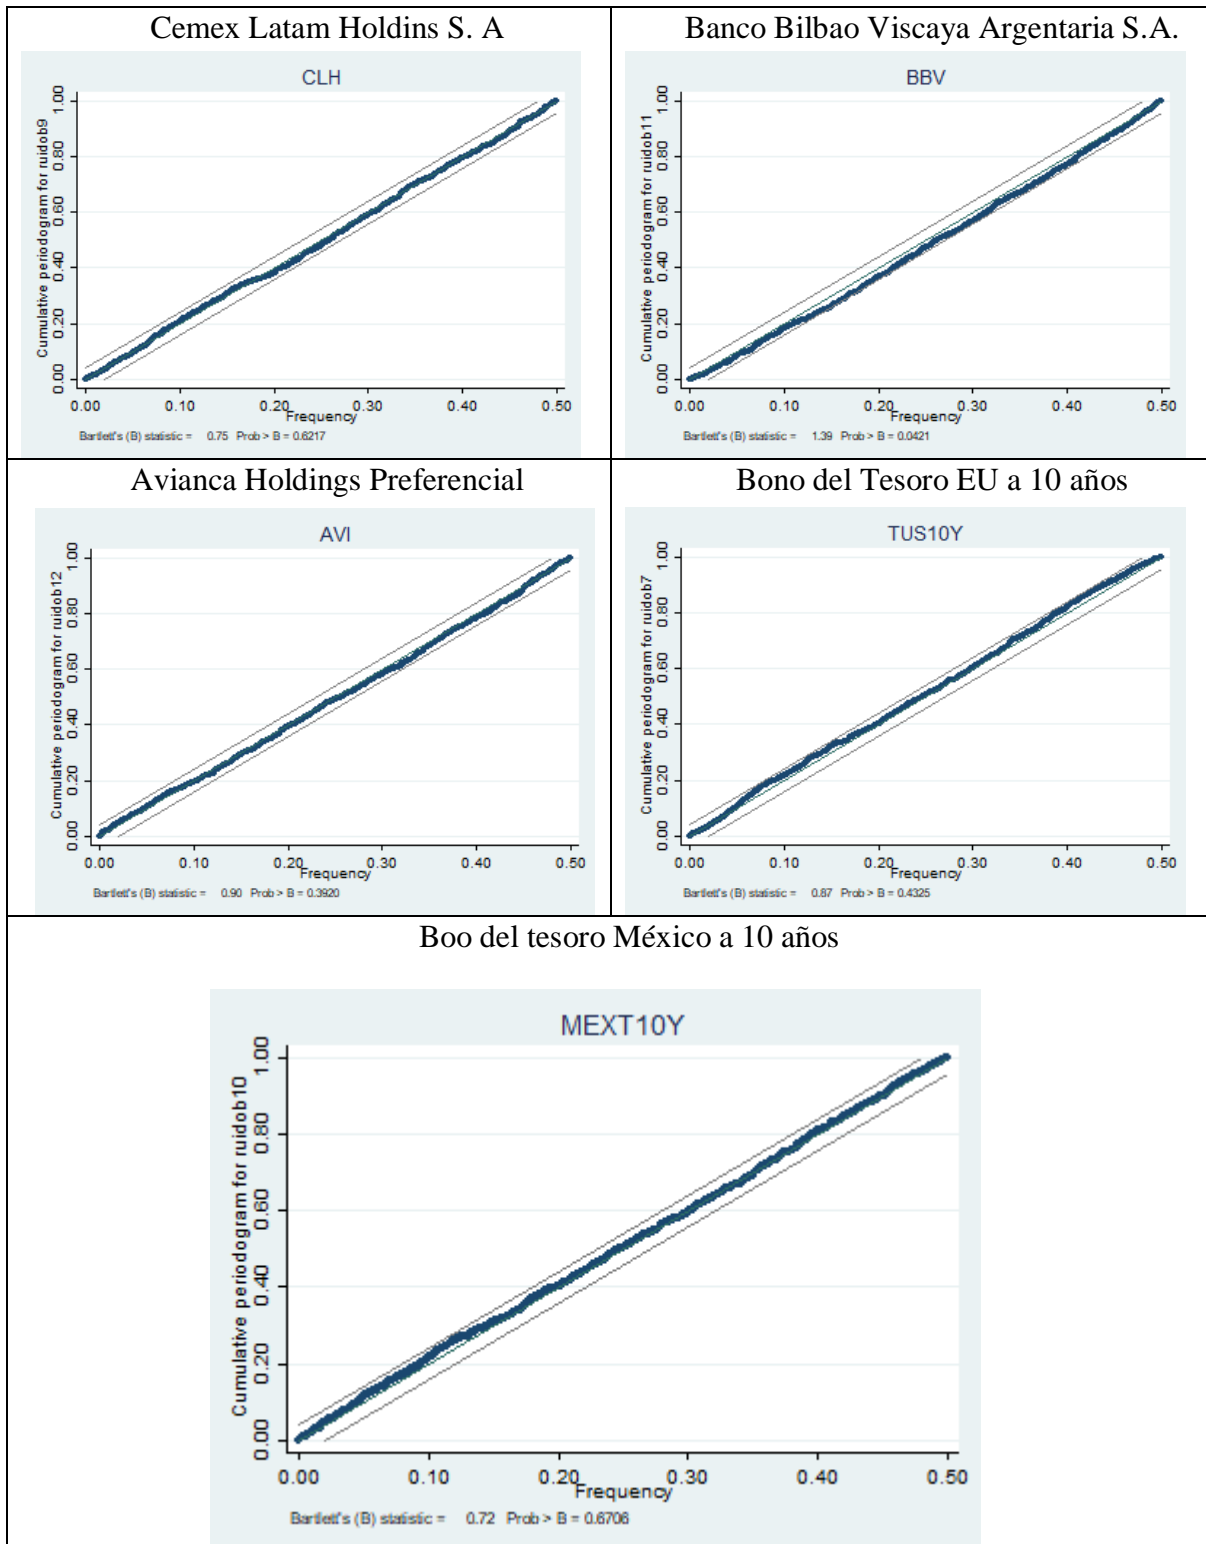 Cemex Latam Holdins S. A
CLH
Cumulative periodogram for ruidob9
1.00
0.80
0.60
0.40
0.20
0.00
0.00 0.10 0.20 0.30 0.40 0.50
Frequency
Bartlett's (B) statistic = 0.75 Prob > B = 0.6217
Banco Bilbao Viscaya Argentaria S.A.
BBV
Cumulative periodogram for ruidob11
1.00
0.80
0.60
0.40
0.20
0.00
0.00 0.10 0.20 0.30 0.40 0.50
Frequency
Bartlett's (B) statistic = 1.39 Prob > B = 0.0421
Avianca Holdings Preferencial
AVI
Cumulative periodogram for ruidob12
1.00
0.80
0.60
0.40
0.20
0.00
0.00 0.10 0.20 0.30 0.40 0.50
Frequency
Bartlett's (B) statistic = 0.90 Prob > B = 0.3920
Bono del Tesoro EU a 10 años
TUS10Y
Cumulative periodogram for ruidob7
1.00
0.80
0.60
0.40
0.20
0.00
0.00 0.10 0.20 0.30 0.40 0.50
Frequency
Bartlett's (B) statistic = 0.87 Prob > B = 0.4325
Boo del tesoro México a 10 años
MEXT10Y
Cumulative periodogram for ruidob10
1.00
0.80
0.60
0.40
0.20
0.00
0.00 0.10 0.20 0.30 0.40 0.50
Frequency
Bartlett's (B) statistic = 0.72 Prob > B = 0.6706